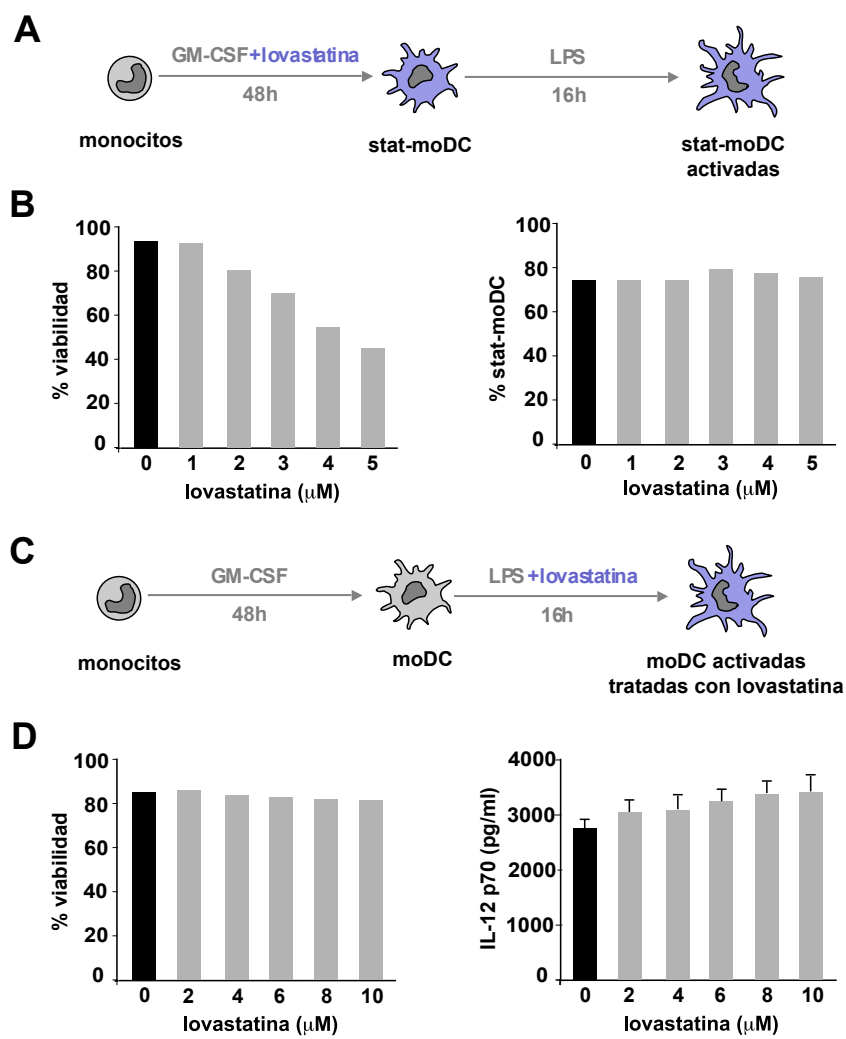 A
GM-CSF+lovastatina
48h
LPS
16h
monocitos
stat-moDC
stat-moDC
activadas
B
% viabilidad
100
80
60
40
20
0
0 1 2 3 4 5
lovastatina (μM)
% stat-moDC
100
80
60
40
20
0
0 1 2 3 4 5
lovastatina (μM)
C
GM-CSF
48h
LPS+lovastatina
16h
monocitos
moDC
moDC activadas
tratadas con lovastatina
D
% viabilidad
100
80
60
40
20
0
0 2 4 6 8 10
lovastatina (μM)
IL-12 p70 (pg/ml)
4000
3000
2000
1000
0
0 2 4 6 8 10
lovastatina (μM)